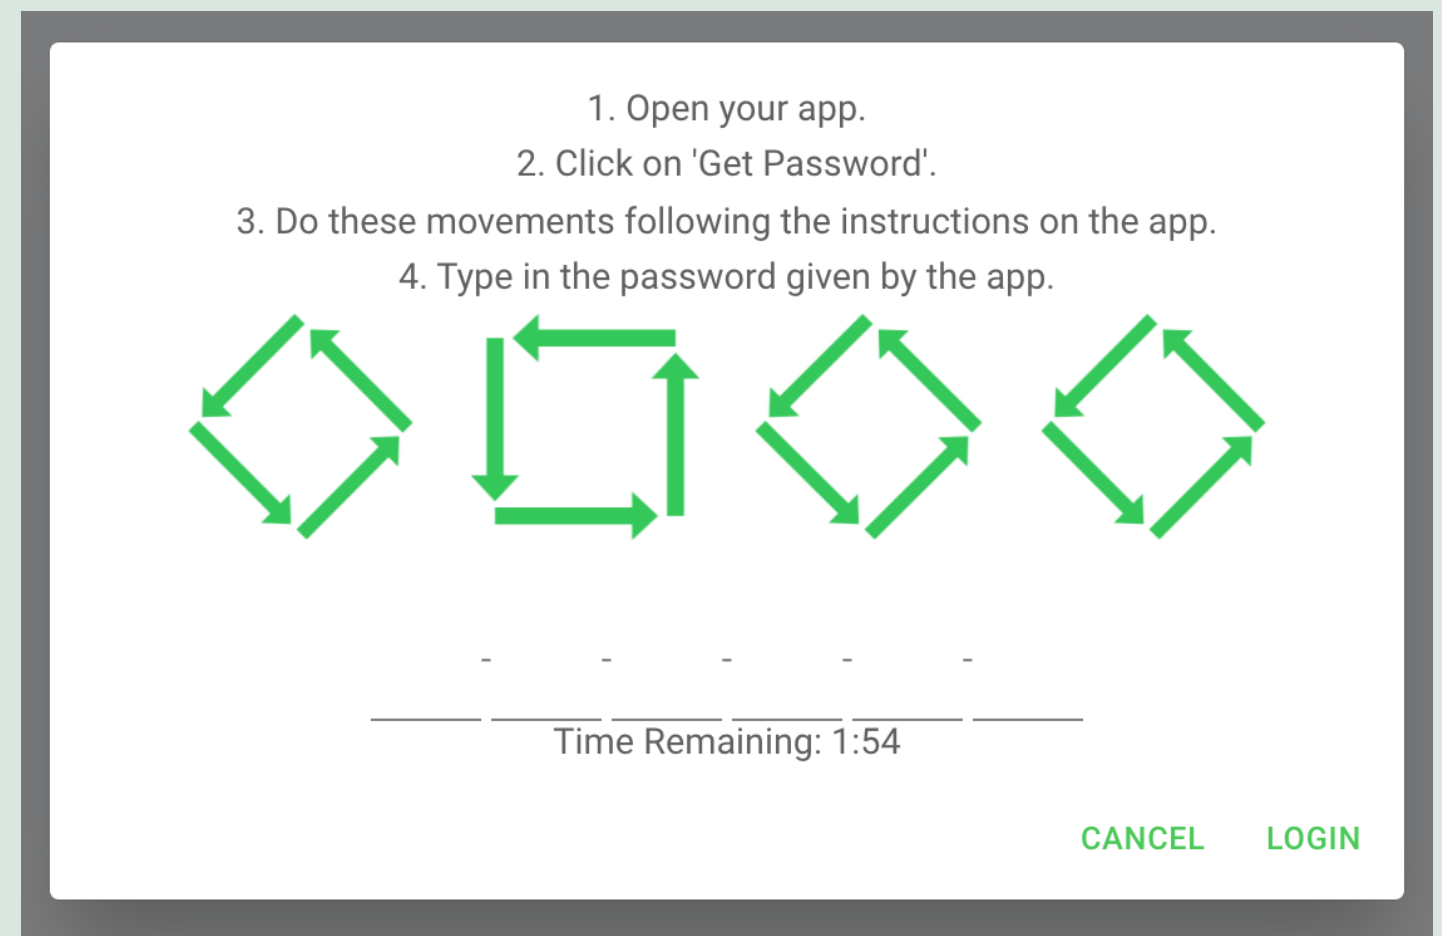 1. Open your app.
2. Click on 'Get Password'.
3. Do these movements following the instructions on the app.
4. Type in the password given by the app.
- - - - -
Time Remaining: 1:54
CANCEL LOGIN